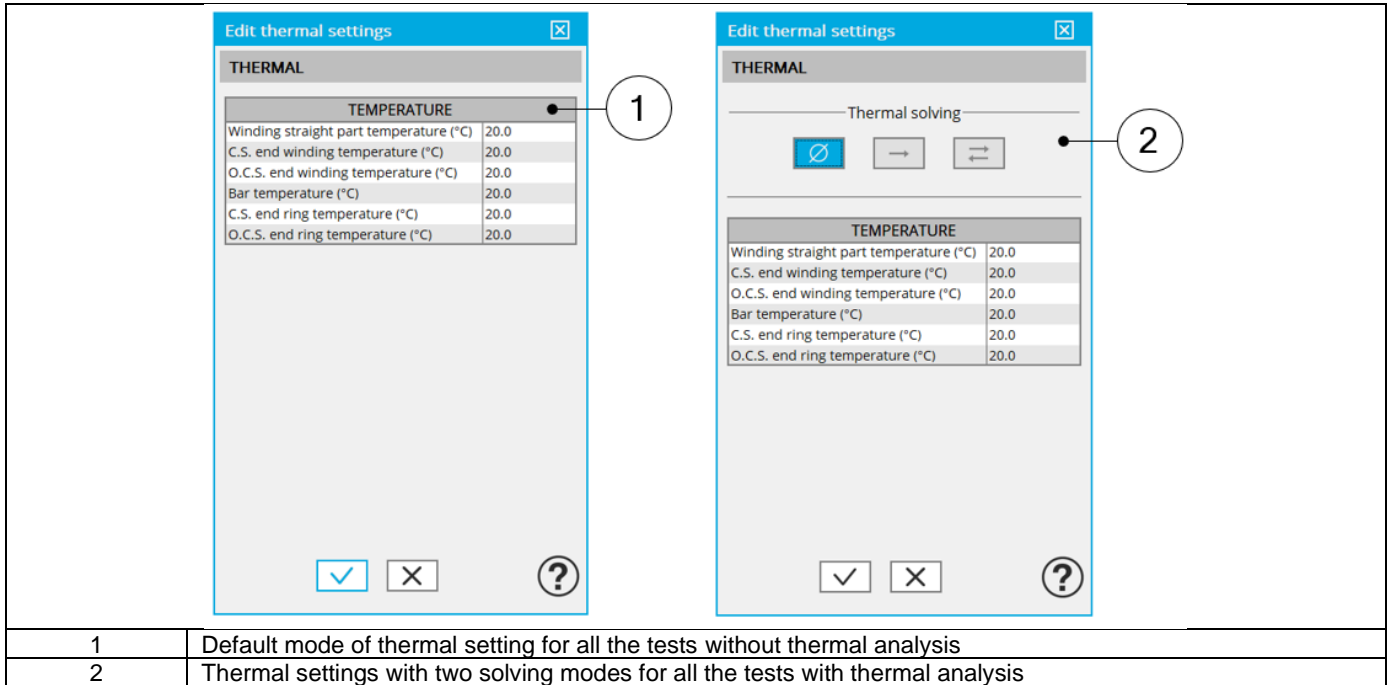 Edit thermal settings
THERMAL
TEMPERATURE
Winding straight part temperature (°C) 20.0
C.S. end winding temperature (°C) 20.0
O.C.S. end winding temperature (°C) 20.0
Bar temperature (°C) 20.0
C.S. end ring temperature (°C) 20.0
O.C.S. end ring temperature (°C) 20.0
?
1
Edit thermal settings
THERMAL
Thermal solving
Ø → ⇄
TEMPERATURE
Winding straight part temperature (°C) 20.0
C.S. end winding temperature (°C) 20.0
O.C.S. end winding temperature (°C) 20.0
Bar temperature (°C) 20.0
C.S. end ring temperature (°C) 20.0
O.C.S. end ring temperature (°C) 20.0
?
2
1 Default mode of thermal setting for all the tests without thermal analysis
2 Thermal settings with two solving modes for all the tests with thermal analysis